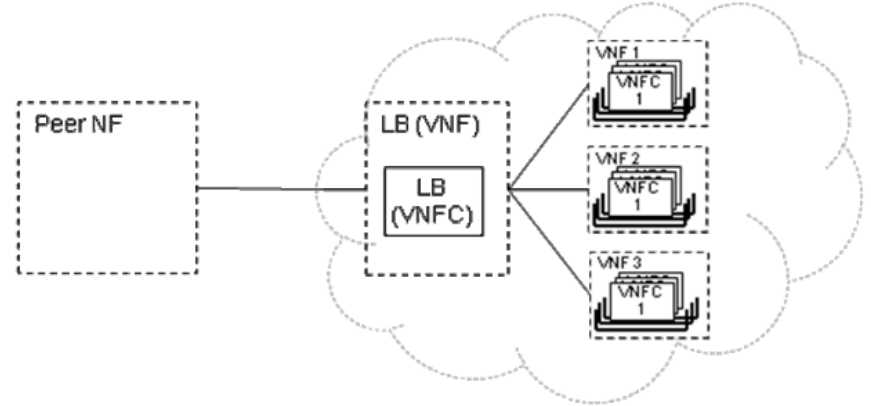 Peer NF
LB (VNF)
LB
(VNFC)
VNF 1
VNFC
1
VNF 2
VNFC
1
VNF 3
VNFC
1